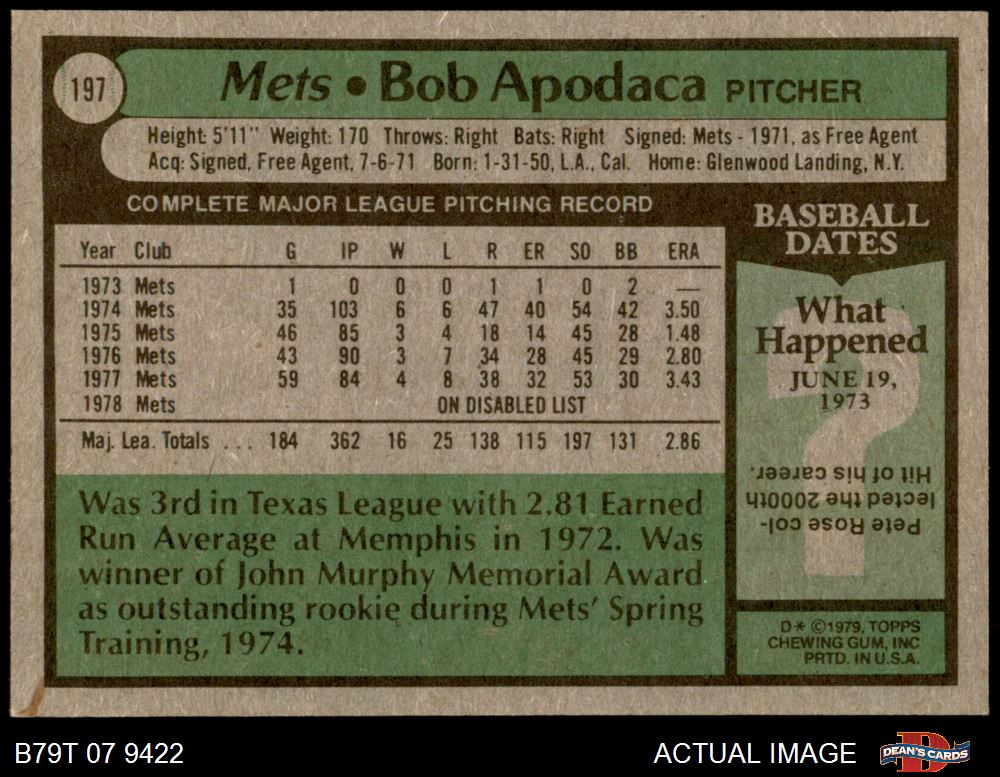 197
Mets • Bob Apodaca PITCHER
Height: 5'11" Weight: 170 Throws: Right Bats: Right Signed: Mets - 1971, as Free Agent
Acq: Signed, Free Agent, 7-6-71 Born: 1-31-50, L.A., Cal. Home: Glenwood Landing, N.Y.
COMPLETE MAJOR LEAGUE PITCHING RECORD
Year Club G IP W L R ER SO BB ERA
1973 Mets 1 0 0 0 1 1 0 2 —
1974 Mets 35 103 6 6 47 40 54 42 3.50
1975 Mets 46 85 3 4 18 14 45 28 1.48
1976 Mets 43 90 3 7 34 28 45 29 2.80
1977 Mets 59 84 4 8 38 32 53 30 3.43
1978 Mets ON DISABLED LIST
Maj. Lea. Totals . . . 184 362 16 25 138 115 197 131 2.86
Was 3rd in Texas League with 2.81 Earned
Run Average at Memphis in 1972. Was
winner of John Murphy Memorial Award
as outstanding rookie during Mets' Spring
Training, 1974.
BASEBALL
DATES
What
Happened
JUNE 19,
1973
?
Pete Rose col-
lected the 2000th
Hit of his career.
D* ©1979, TOPPS
CHEWING GUM, INC
PRTD. IN U.S.A.
B79T 07 9422
ACTUAL IMAGE
DEAN'S CARDS